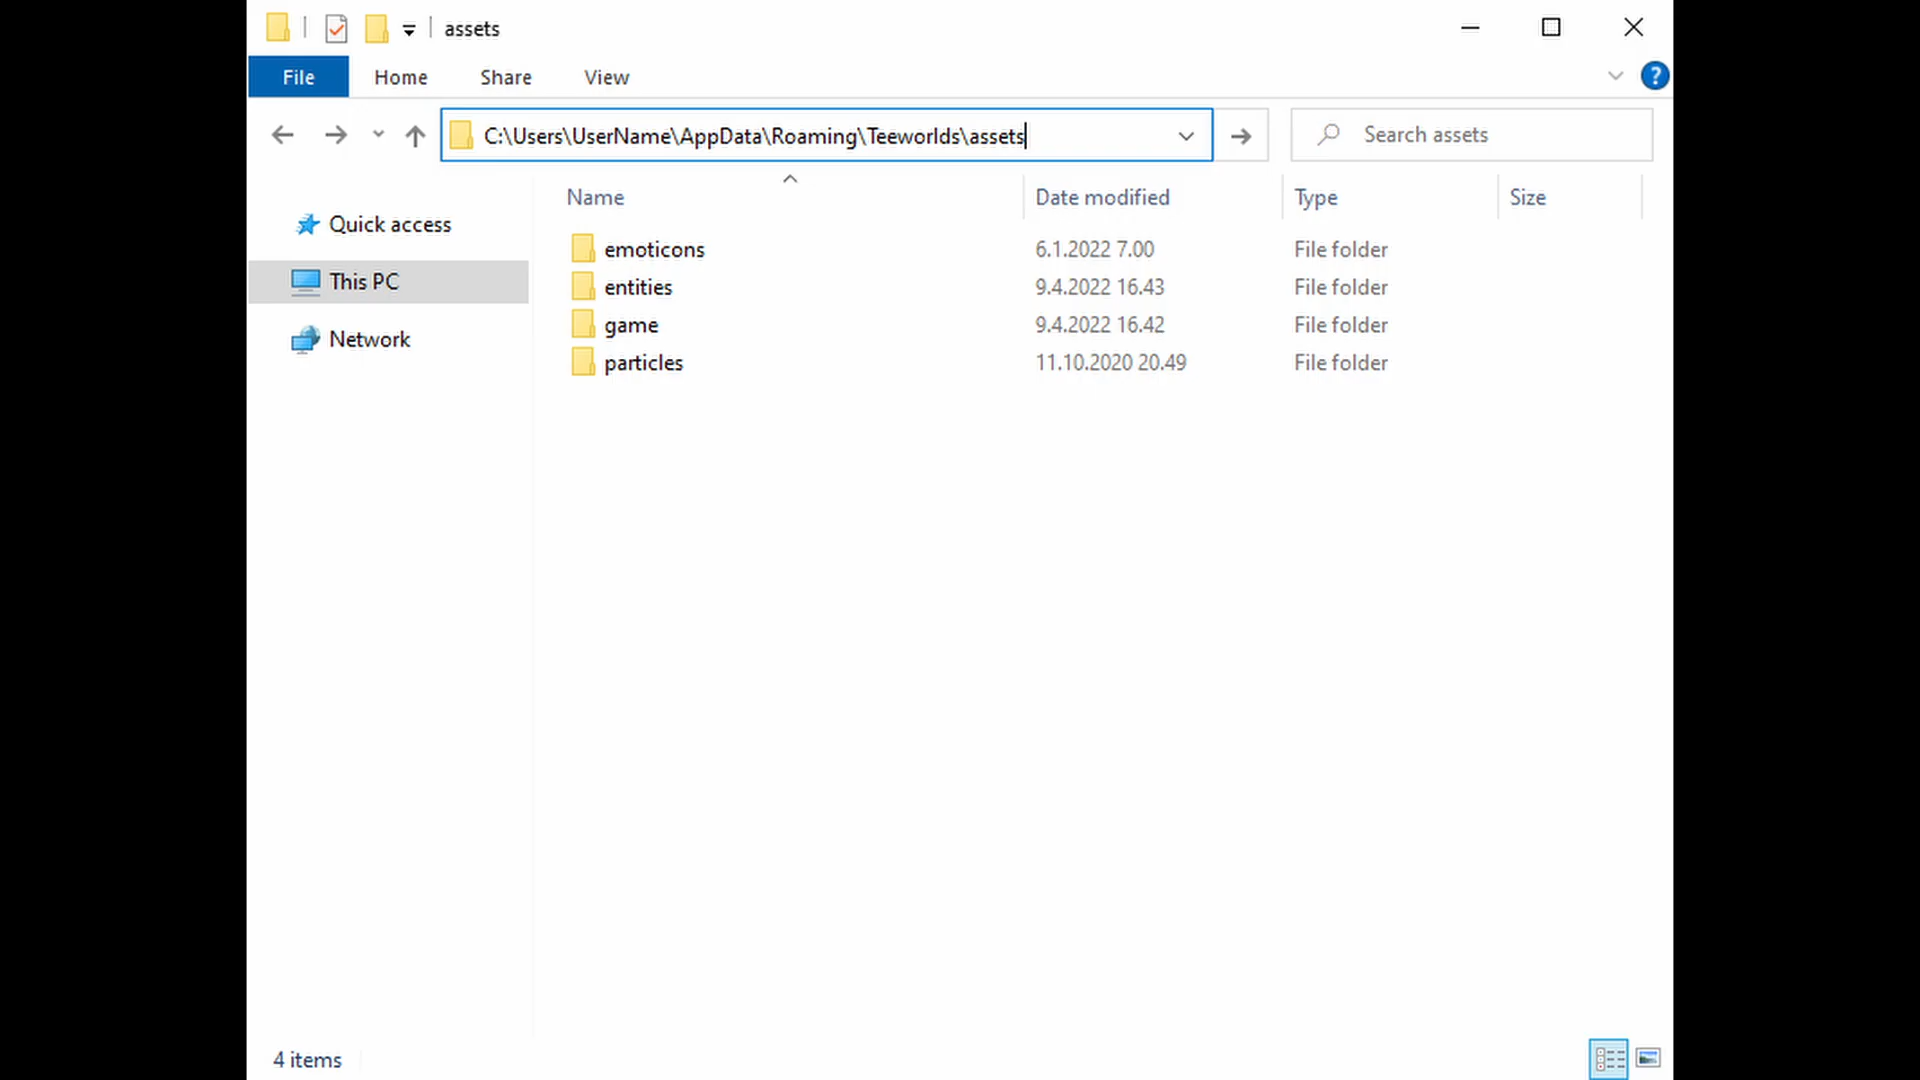 assets
File Home Share View ?
C:\Users\UserName\AppData\Roaming\Teeworlds\assets Search assets
Name Date modified Type Size
Quick access
This PC
Network
emoticons 6.1.2022 7.00 File folder
entities 9.4.2022 16.43 File folder
game 9.4.2022 16.42 File folder
particles 11.10.2020 20.49 File folder
4 items